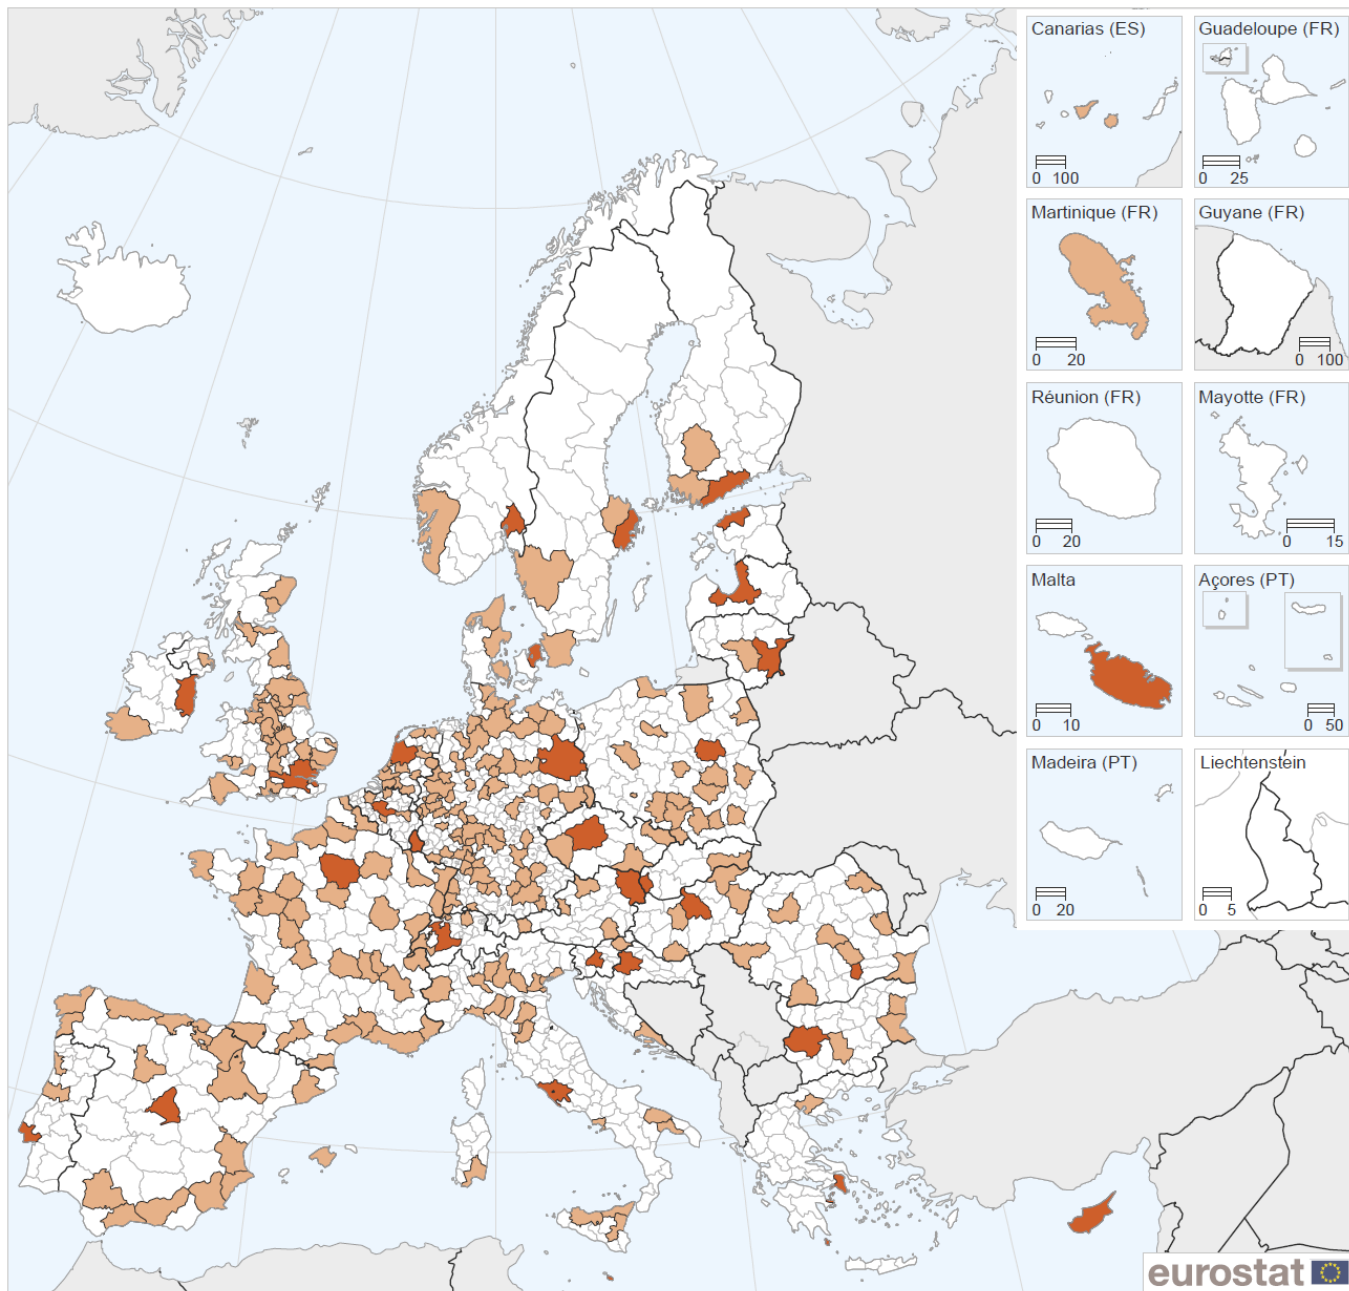 Canarias (ES)
0 100
Guadeloupe (FR)
0 25
Martinique (FR)
0 20
Guyane (FR)
0 100
Réunion (FR)
0 20
Mayotte (FR)
0 15
Malta
0 10
Açores (PT)
0 50
Madeira (PT)
0 20
Liechtenstein
0 5
eurostat